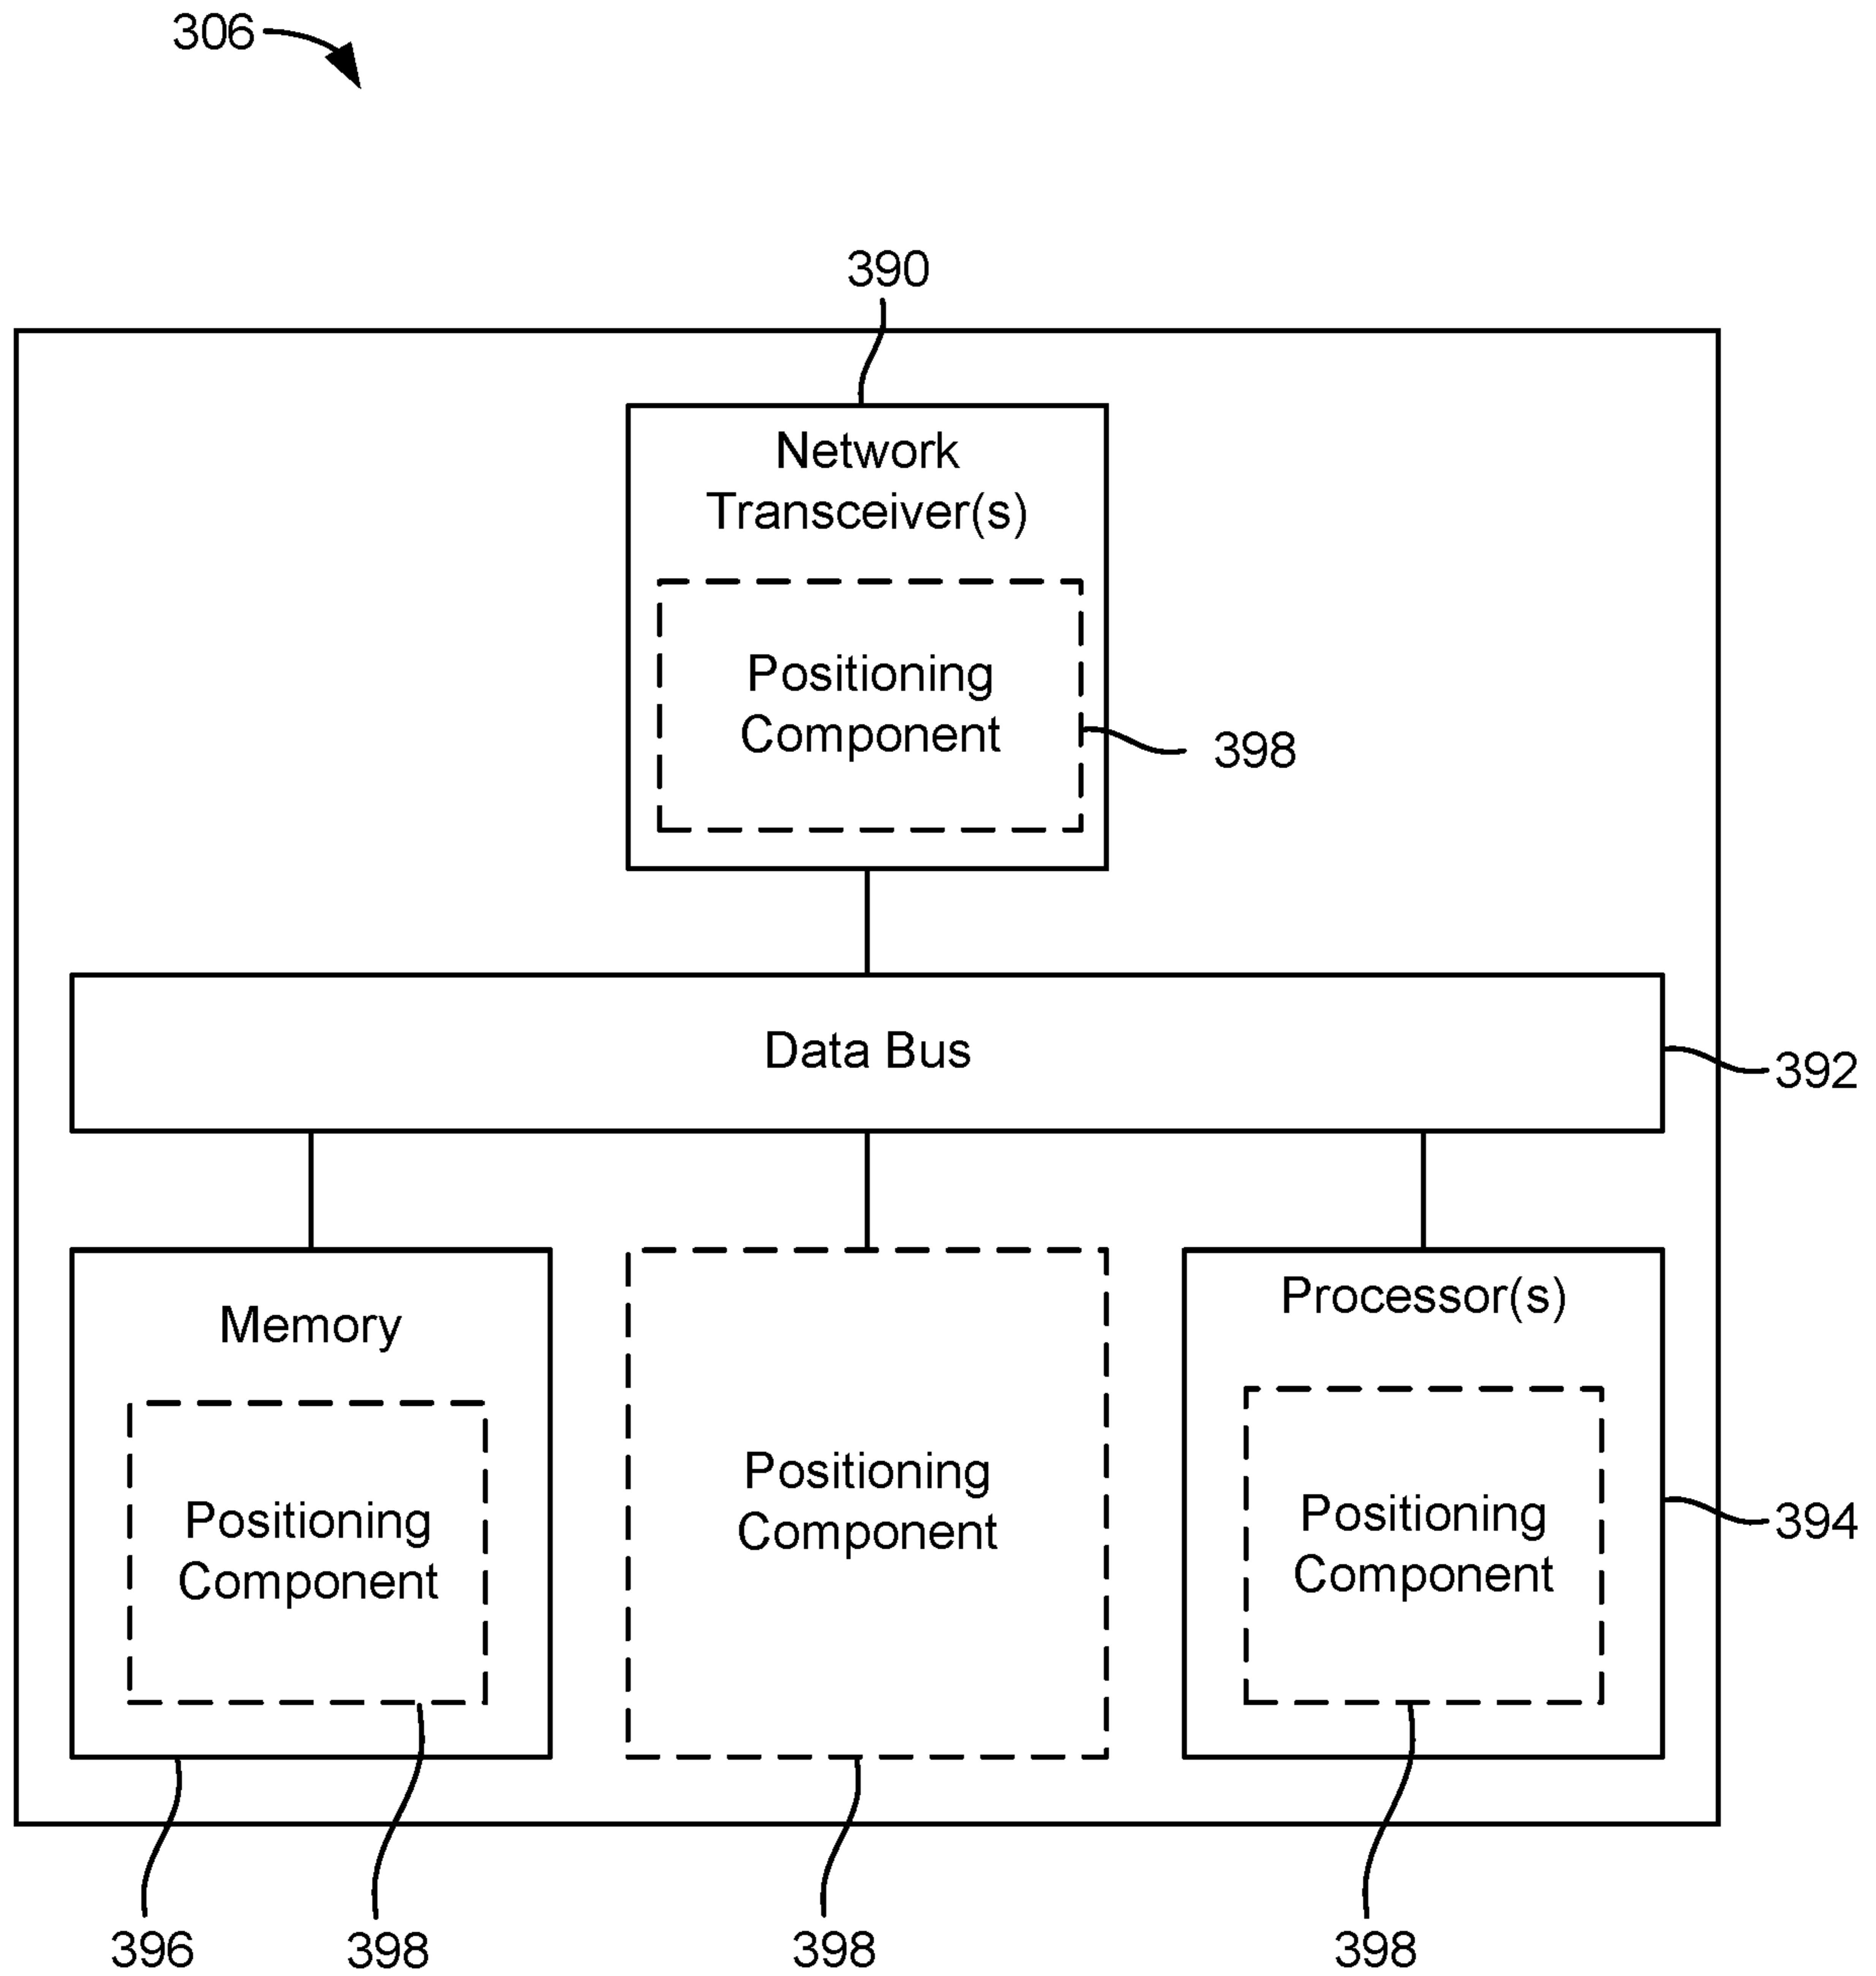 306
390
Network
Transceiver(s)
Positioning
Component
398
Data Bus
392
Memory
Positioning
Component
Positioning
Component
Processor(s)
Positioning
Component
394
396
398
398
398